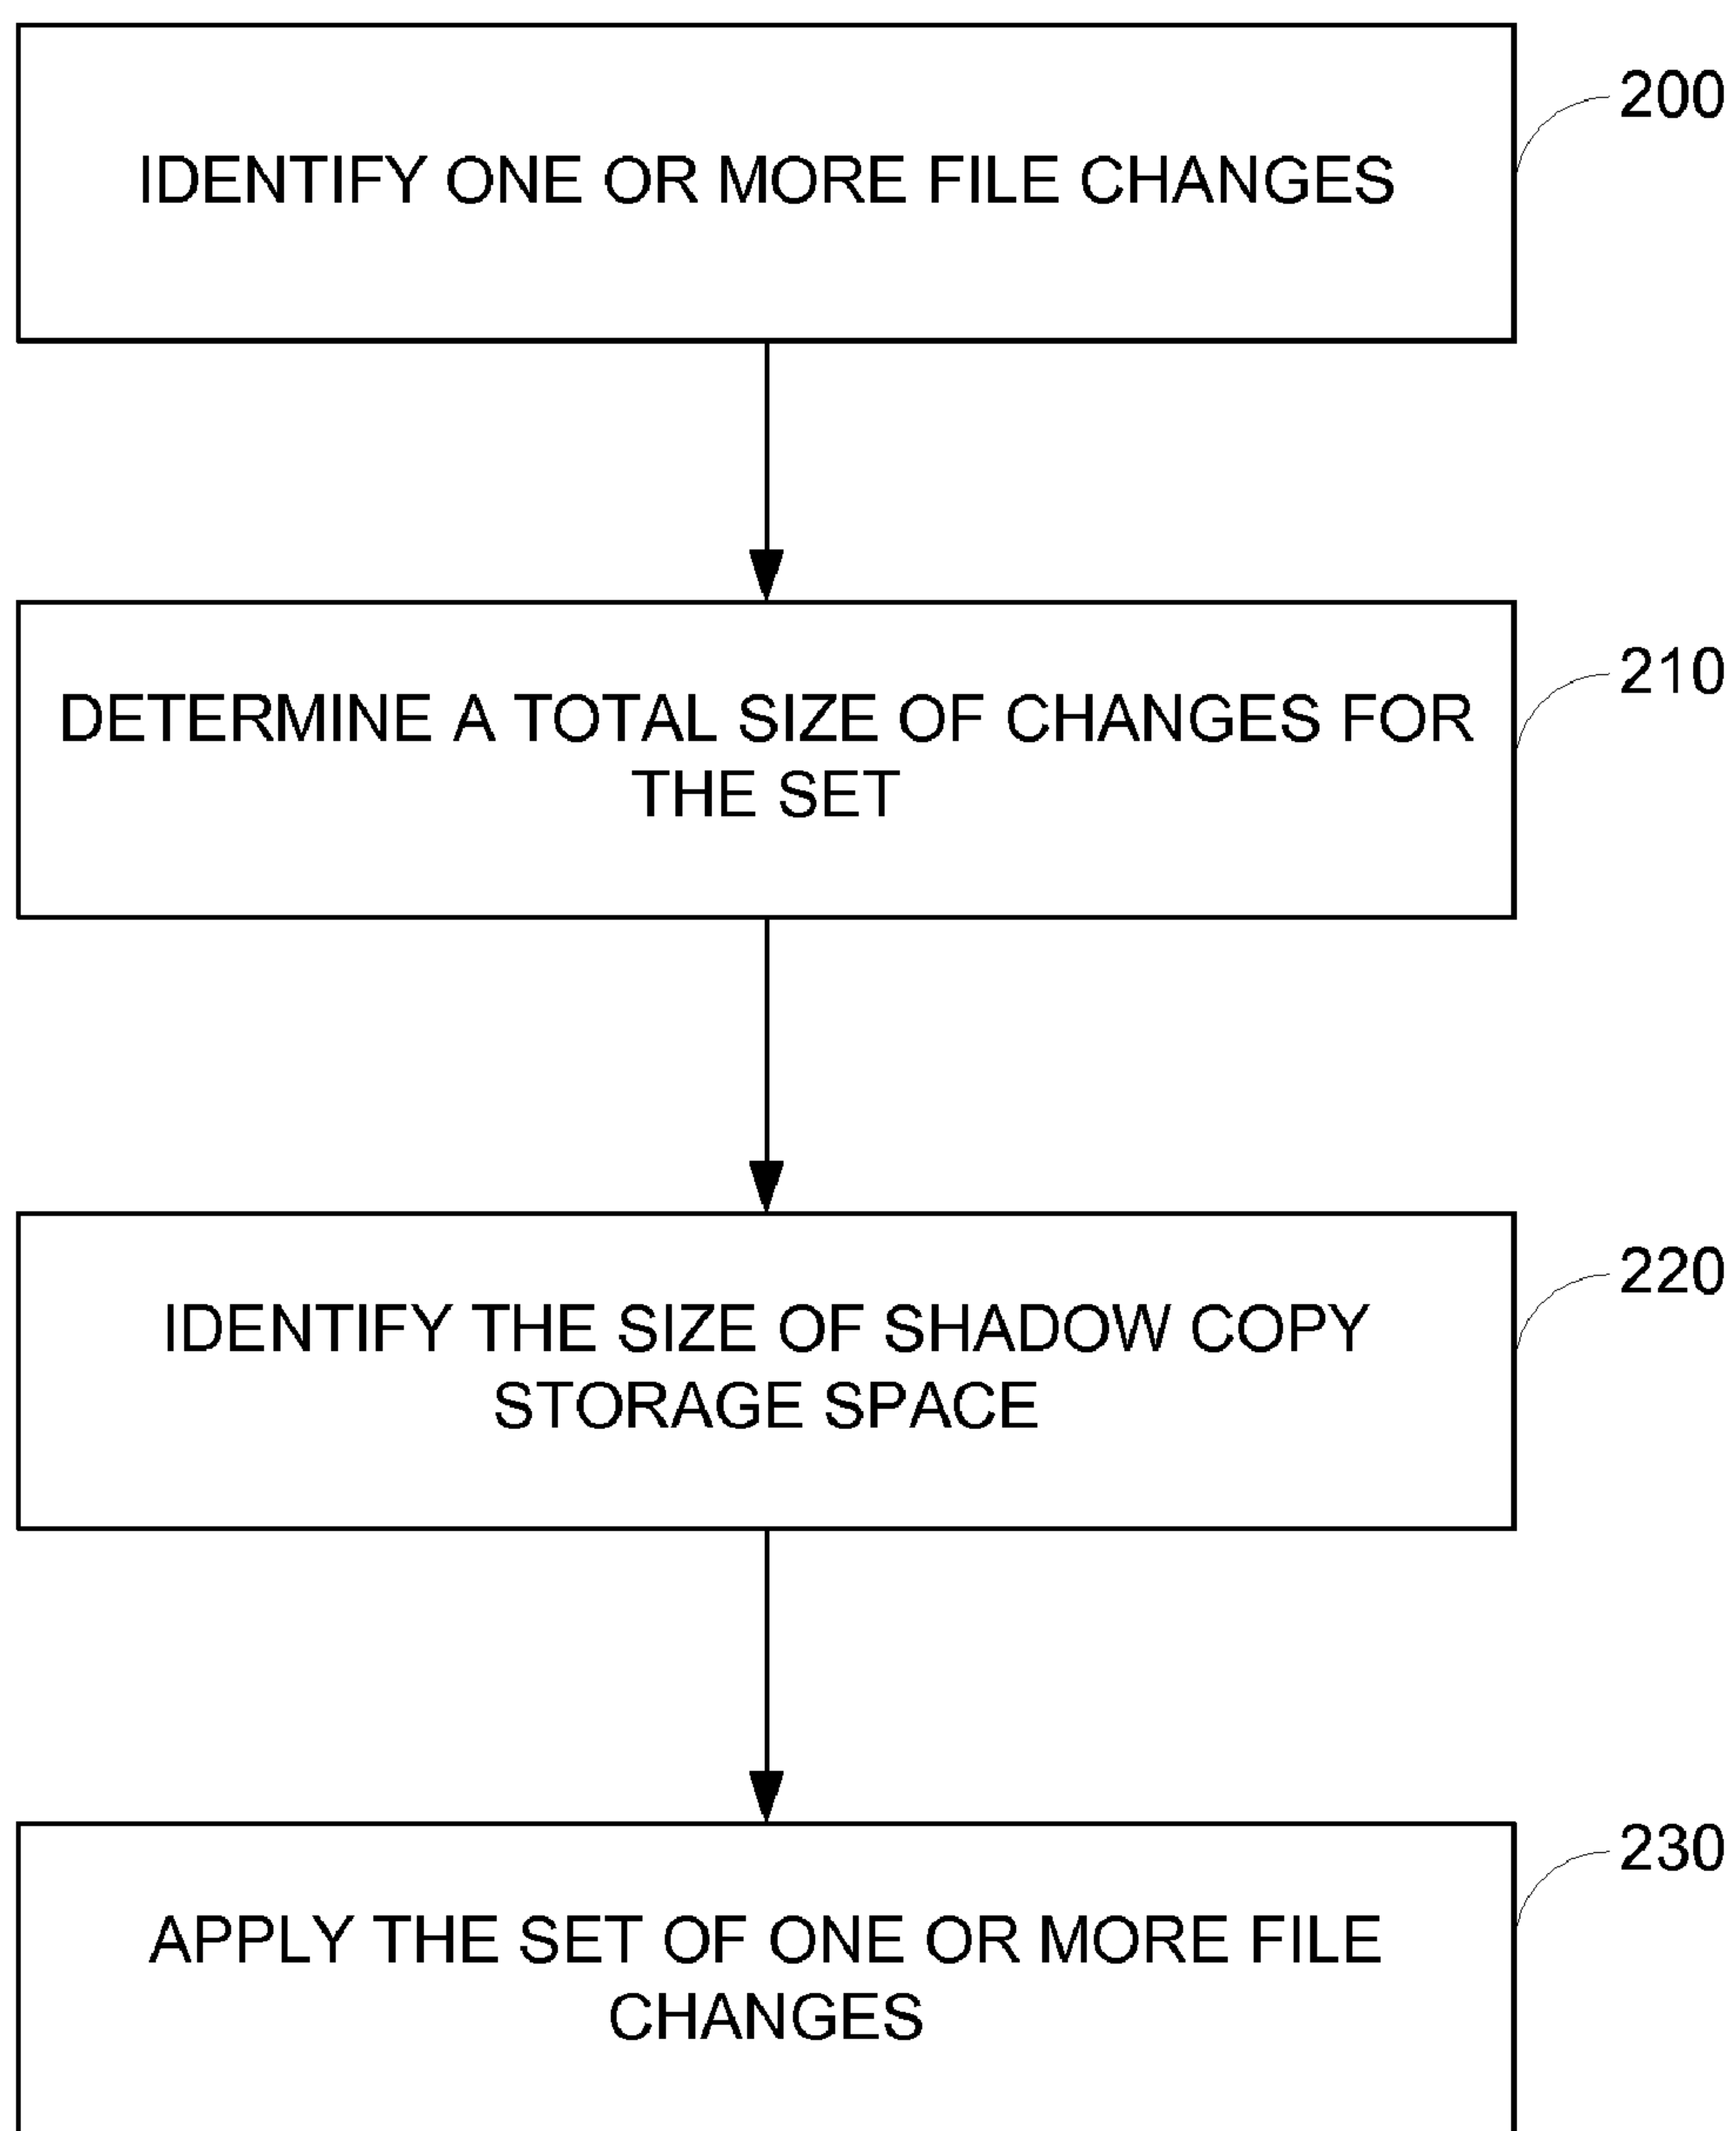 200
IDENTIFY ONE OR MORE FILE CHANGES
210
DETERMINE A TOTAL SIZE OF CHANGES FOR
THE SET
220
IDENTIFY THE SIZE OF SHADOW COPY
STORAGE SPACE
230
APPLY THE SET OF ONE OR MORE FILE
CHANGES